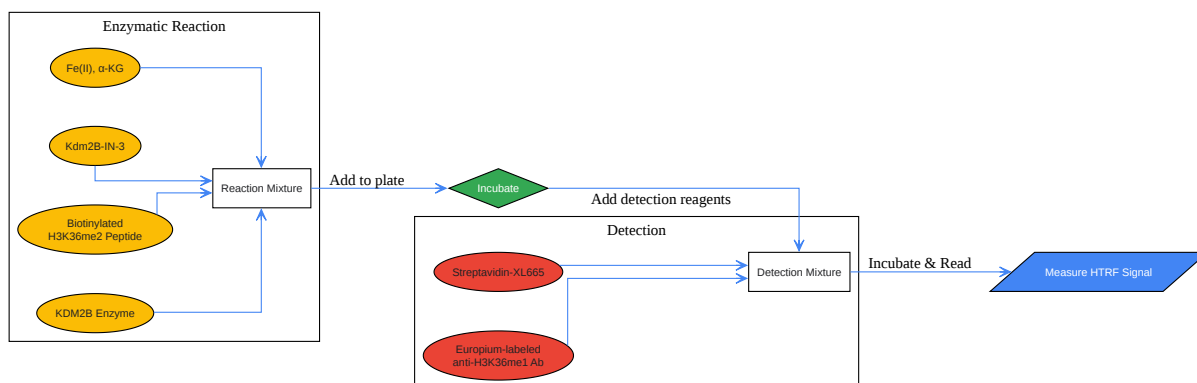 Enzymatic Reaction
Fe(II), α-KG
Kdm2B-IN-3
Reaction Mixture
Biotinylated
H3K36me2 Peptide
KDM2B Enzyme
Add to plate
Incubate
Add detection reagents
Detection
Streptavidin-XL665
Detection Mixture
Europium-labeled
anti-H3K36me1 Ab
Incubate & Read
Measure HTRF Signal